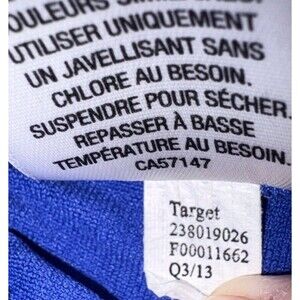 UTILISER UNIQUEMENT
UN JAVELLISANT SANS
CHLORE AU BESOIN.
SUSPENDRE POUR SÉCHER.
REPASSER À BASSE
TEMPÉRATURE AU BESOIN.
CA57147
Target
238019026
F00011662
Q3/13